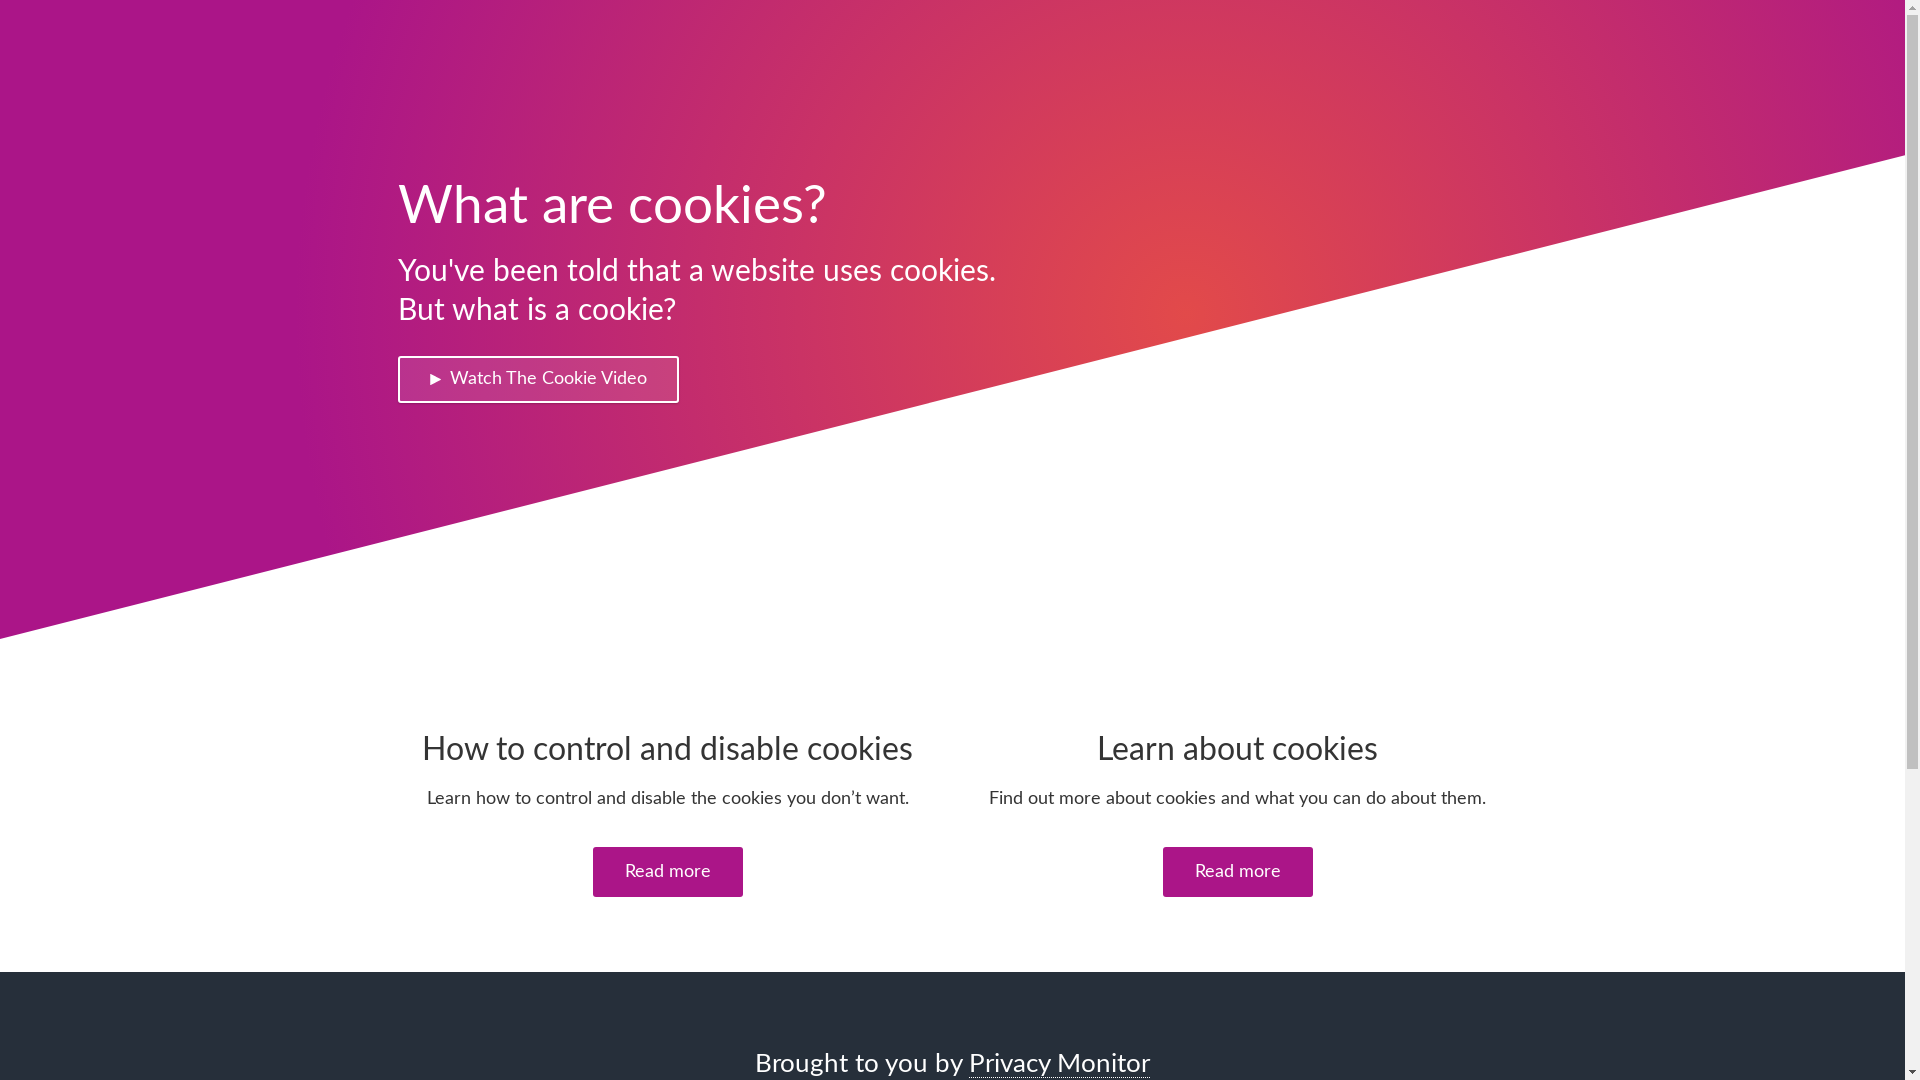 What are cookies?
You've been told that a website uses cookies.
But what is a cookie?
▶ Watch The Cookie Video
How to control and disable cookies
Learn how to control and disable the cookies you don’t want.
Read more
Learn about cookies
Find out more about cookies and what you can do about them.
Read more
Brought to you by Privacy Monitor